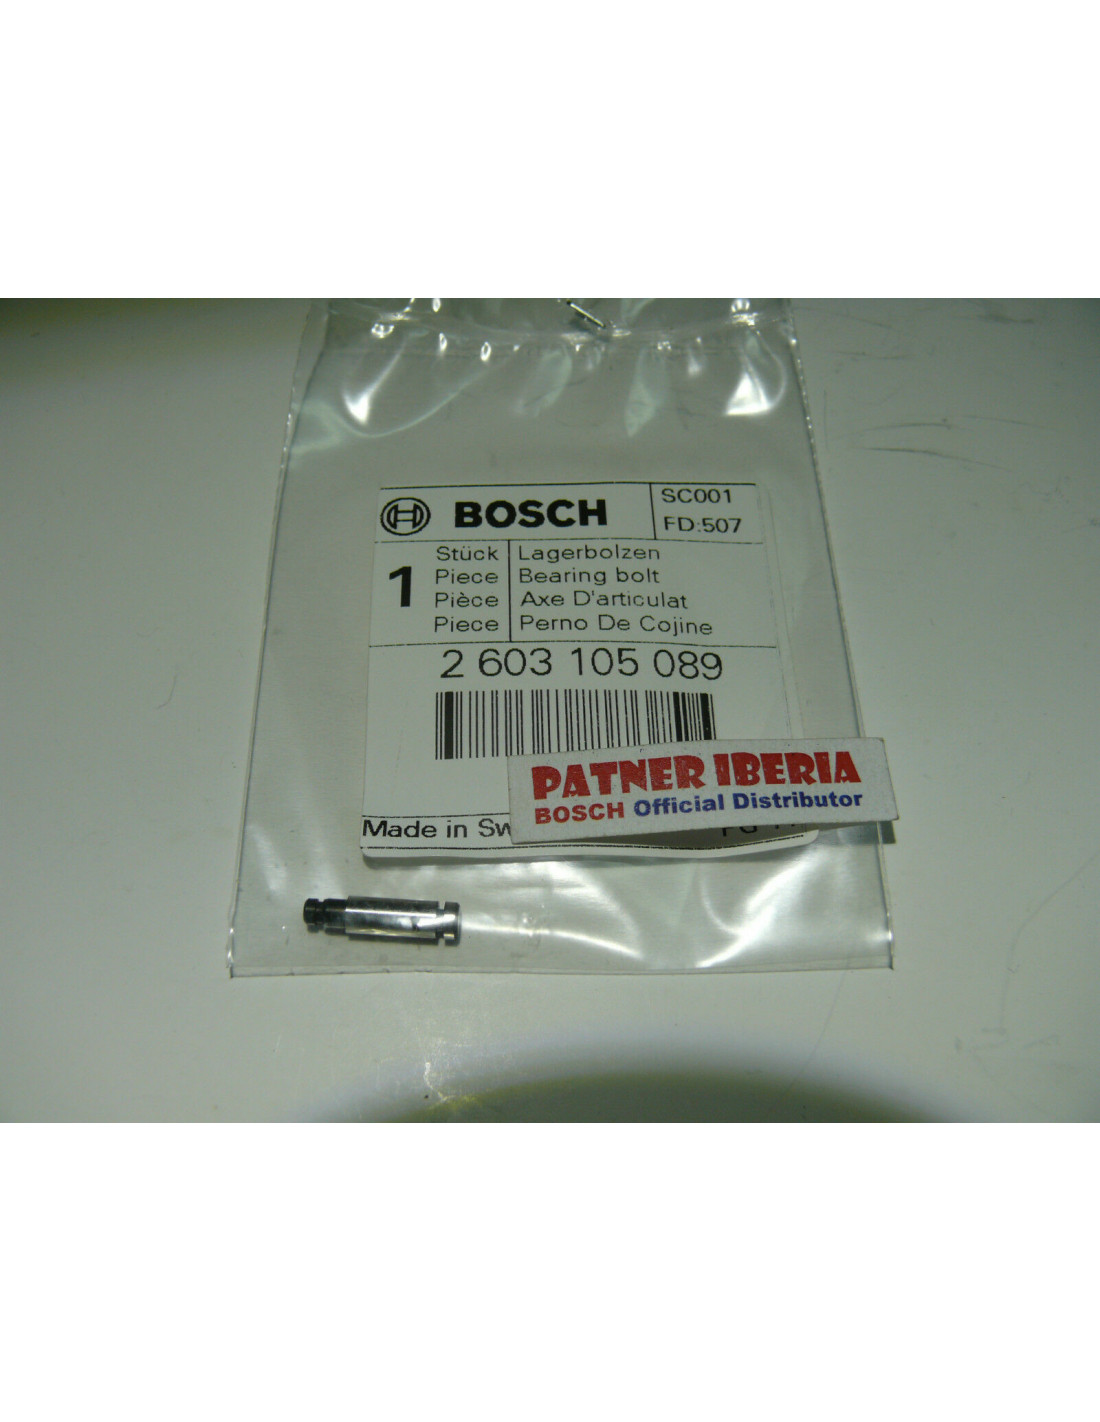 BOSCH
SC001
FD:507
1
Stück Lagerbolzen
Piece Bearing bolt
Pièce Axe D'articulat
Piece Perno De Cojine
2 603 105 089
PATNER IBERIA
BOSCH Official Distributor
Made in